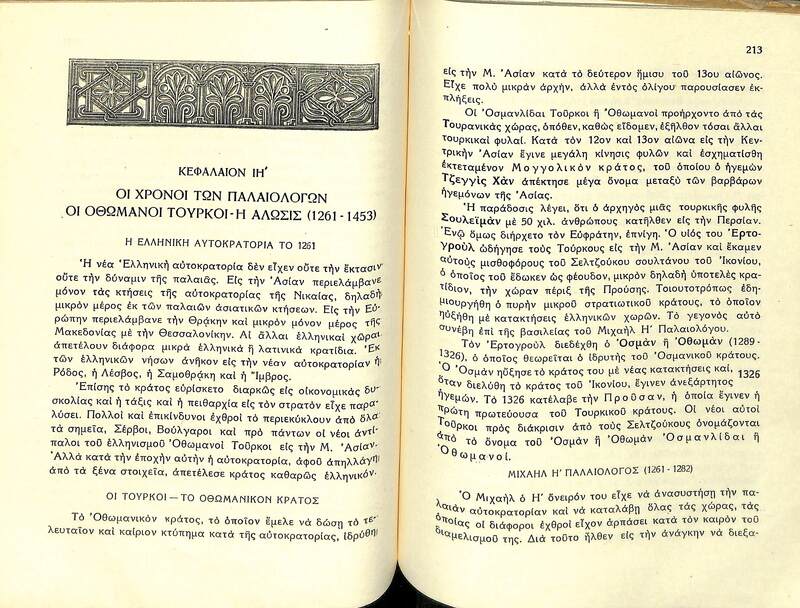 ΚΕΦΑΛΑΙΟΝ ΙΗ′
ΟΙ ΧΡΟΝΟΙ ΤΩΝ ΠΑΛΑΙΟΛΟΓΩΝ
ΟΙ ΟΘΩΜΑΝΟΙ ΤΟΥΡΚΟΙ - Η ΑΛΩΣΙΣ (1261 - 1453)
Η ΕΛΛΗΝΙΚΗ ΑΥΤΟΚΡΑΤΟΡΙΑ ΤΟ 1261
Ἡ νέα Ἑλληνικὴ αὐτοκρατορία δὲν εἶχεν οὔτε τὴν ἔκτασιν
οὔτε τὴν δύναμιν τῆς παλαιᾶς. Εἰς τὴν Ἀσίαν περιελάμβανε
μόνον τὰς κτήσεις τῆς αὐτοκρατορίας τῆς Νικαίας, δηλαδὴ
μικρὸν μέρος ἐκ τῶν παλαιῶν ἀσιατικῶν κτήσεων. Εἰς τὴν Εὐ-
ρώπην περιελάμβανε τὴν Θρᾴκην καὶ μικρὸν μόνον μέρος τῆς
Μακεδονίας μὲ τὴν Θεσσαλονίκην. Αἱ ἄλλαι ἑλληνικαὶ χῶραι
ἀπετέλουν διάφορα μικρὰ ἑλληνικὰ ἢ λατινικὰ κρατίδια. Ἐκ
τῶν ἑλληνικῶν νήσων ἀνῆκον εἰς τὴν νέαν αὐτοκρατορίαν ἡ
Ρόδος, ἡ Λέσβος, ἡ Σαμοθρᾴκη καὶ ἡ Ἴμβρος.
Ἐπίσης τὸ κράτος εὑρίσκετο διαρκῶς εἰς οἰκονομικὰς δυ-
σκολίας καὶ ἡ τάξις καὶ ἡ πειθαρχία εἰς τὸν στρατὸν εἶχε παρα-
λύσει. Πολλοὶ καὶ ἐπικίνδυνοι ἐχθροὶ τὸ περιεκύκλουν ἀπὸ ὅλα
τὰ σημεῖα, Σέρβοι, Βούλγαροι καὶ πρὸ πάντων οἱ νέοι ἀντί-
παλοι τοῦ ἑλληνισμοῦ Ὀθωμανοὶ Τοῦρκοι εἰς τὴν Μ. Ἀσίαν.
Ἀλλὰ κατὰ τὴν ἐποχὴν αὐτὴν ἡ αὐτοκρατορία, ἀφοῦ ἀπηλλάγη
ἀπὸ τὰ ξένα στοιχεῖα, ἀπετέλεσε κράτος καθαρῶς ἑλληνικόν.
ΟΙ ΤΟΥΡΚΟΙ — ΤΟ ΟΘΩΜΑΝΙΚΟΝ ΚΡΑΤΟΣ
Τὸ Ὀθωμανικὸν κράτος, τὸ ὁποῖον ἔμελε νὰ δώσῃ τὸ τε-
λευταῖον καὶ καίριον κτύπημα κατὰ τῆς αὐτοκρατορίας, ἱδρύθη
213
εἰς τὴν Μ. Ἀσίαν κατὰ τὸ δεύτερον ἥμισυ τοῦ 13ου αἰῶνος.
Εἶχε πολὺ μικρὰν ἀρχήν, ἀλλὰ ἐντὸς ὀλίγου παρουσίασεν ἐκ-
πλήξεις.
Οἱ Ὀσμανλίδαι Τοῦρκοι ἢ Ὀθωμανοὶ προήρχοντο ἀπὸ τὰς
Τουρανικὰς χώρας, ὁπόθεν, καθὼς εἴδομεν, ἐξῆλθον τόσαι ἄλλαι
τουρκικαὶ φυλαί. Κατὰ τὸν 12ον καὶ 13ον αἰῶνα εἰς τὴν Κεν-
τρικὴν Ἀσίαν ἔγινε μεγάλη κίνησις φυλῶν καὶ ἐσχηματίσθη
ἐκτεταμένον Μογγολικὸν κράτος, τοῦ ὁποίου ὁ ἡγεμὼν
Τζεγγὶς Χὰν ἀπέκτησε μέγα ὄνομα μεταξὺ τῶν βαρβάρων
ἡγεμόνων τῆς Ἀσίας.
Ἡ παράδοσις λέγει, ὅτι ὁ ἀρχηγὸς μιᾶς τουρκικῆς φυλῆς
Σουλεϊμὰν μὲ 50 χιλ. ἀνθρώπους κατῆλθεν εἰς τὴν Περσίαν.
Ἐνῷ ὅμως διήρχετο τὸν Εὐφράτην, ἐπνίγη. Ὁ υἱός του Ἐρτο-
γροὺλ ὡδήγησε τοὺς Τούρκους εἰς τὴν Μ. Ἀσίαν καὶ ἔκαμεν
αὐτοὺς μισθοφόρους τοῦ Σελτζούκου σουλτάνου τοῦ Ἰκονίου,
ὁ ὁποῖος τοῦ ἔδωκεν ὡς φέουδον, μικρὸν δηλαδὴ ὑποτελὲς κρα-
τίδιον, τὴν χώραν πέριξ τῆς Προύσης. Τοιουτοτρόπως ἐδη-
μιουργήθη ὁ πυρὴν μικροῦ στρατιωτικοῦ κράτους, τὸ ὁποῖον
ηὐξήθη μὲ κατακτήσεις ἑλληνικῶν χωρῶν. Τὸ γεγονὸς αὐτὸ
συνέβη ἐπὶ τῆς βασιλείας τοῦ Μιχαὴλ Η′ Παλαιολόγου.
Τὸν Ἐρτογροὺλ διεδέχθη ὁ Ὀσμὰν ἢ Ὀθωμὰν (1289 -
1326), ὁ ὁποῖος θεωρεῖται ὁ ἱδρυτὴς τοῦ Ὀσμανικοῦ κράτους.
Ὁ Ὀσμὰν ηὔξησε τὸ κράτος του μὲ νέας κατακτήσεις καί, 1326
ὅταν διελύθη τὸ κράτος τοῦ Ἰκονίου, ἔγινεν ἀνεξάρτητος
ἡγεμών. Τὸ 1326 κατέλαβε τὴν Προῦσαν, ἡ ὁποία ἔγινεν ἡ
πρώτη πρωτεύουσα τοῦ Τουρκικοῦ κράτους. Οἱ νέοι αὐτοὶ
Τοῦρκοι πρὸς διάκρισιν ἀπὸ τοὺς Σελτζούκους ὀνομάζονται
ἀπὸ τὸ ὄνομα τοῦ Ὀσμὰν ἢ Ὀθωμὰν Ὀσμανλίδαι ἢ
Ὀθωμανοί.
ΜΙΧΑΗΛ Η′ ΠΑΛΑΙΟΛΟΓΟΣ (1261 - 1282)
Ὁ Μιχαὴλ ὁ Η′ ὄνειρόν του εἶχε νὰ ἀνασυστήσῃ τὴν πα-
λαιὰν αὐτοκρατορίαν καὶ νὰ καταλάβῃ ὅλας τὰς χώρας, τὰς
ὁποίας οἱ διάφοροι ἐχθροὶ εἶχον ἁρπάσει κατὰ τὸν καιρὸν τοῦ
διαμελισμοῦ της. Διὰ τοῦτο ἦλθεν εἰς τὴν ἀνάγκην νὰ διεξα-